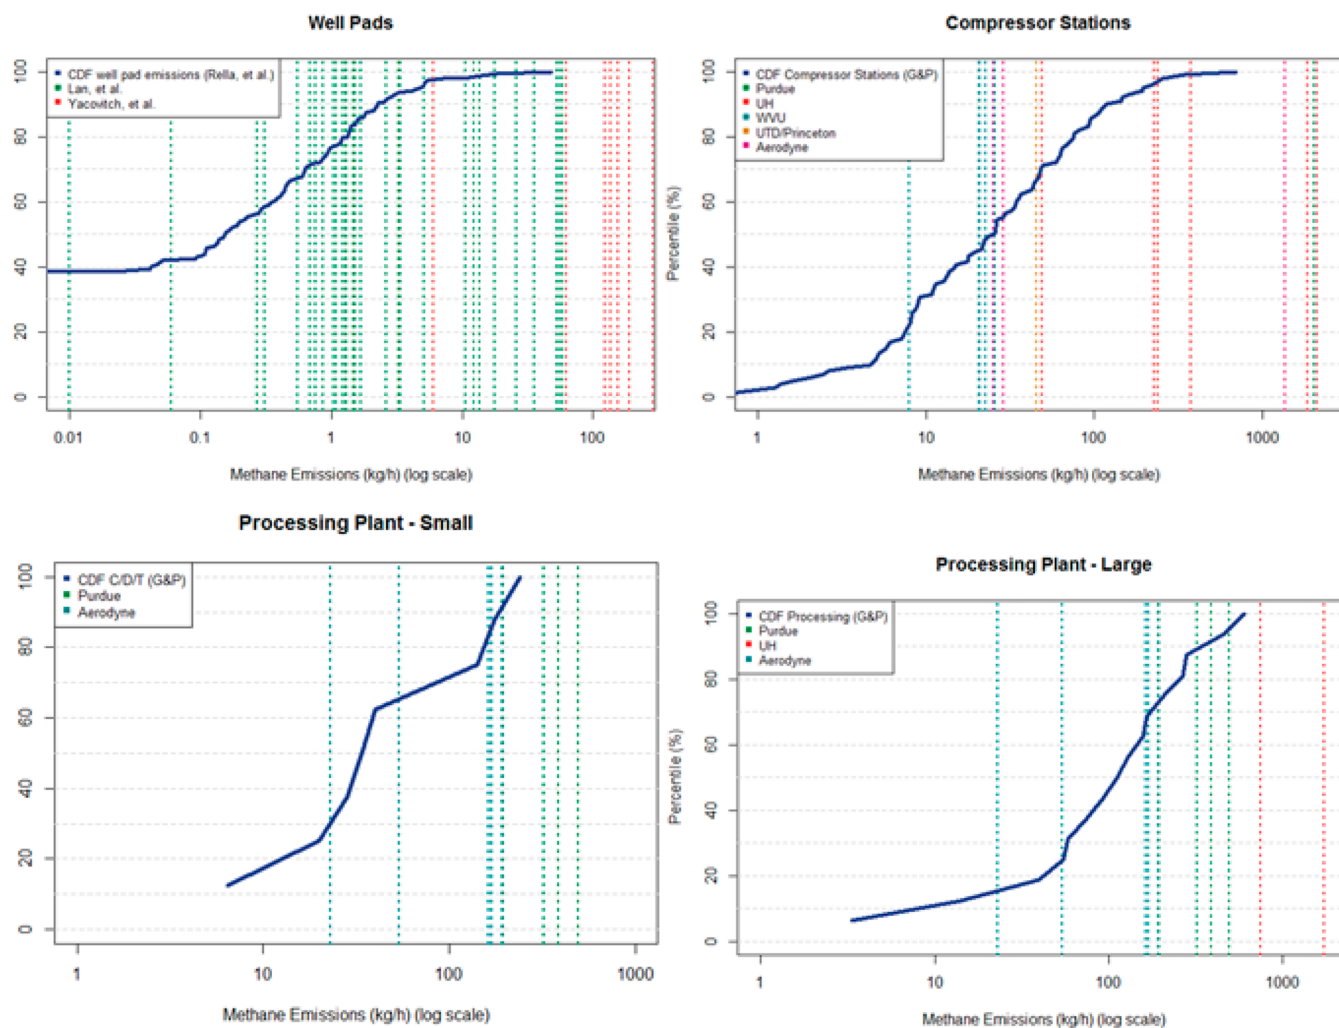 Well Pads
CDF well pad emissions (Rella, et al.)
Lan, et al.
Yacovitch, et al.
100
80
60
40
20
0
0.01 0.1 1 10 100
Methane Emissions (kg/h) (log scale)
Compressor Stations
CDF Compressor Stations (G&P)
Purdue
UH
WVU
UTD/Princeton
Aerodyne
Percentile (%)
100
80
60
40
20
0
1 10 100 1000
Methane Emissions (kg/h) (log scale)
Processing Plant - Small
CDF C/D/T (G&P)
Purdue
Aerodyne
100
80
60
40
20
0
1 10 100 1000
Methane Emissions (kg/h) (log scale)
Processing Plant - Large
CDF Processing (G&P)
Purdue
UH
Aerodyne
Percentile (%)
100
80
60
40
20
0
1 10 100 1000
Methane Emissions (kg/h) (log scale)